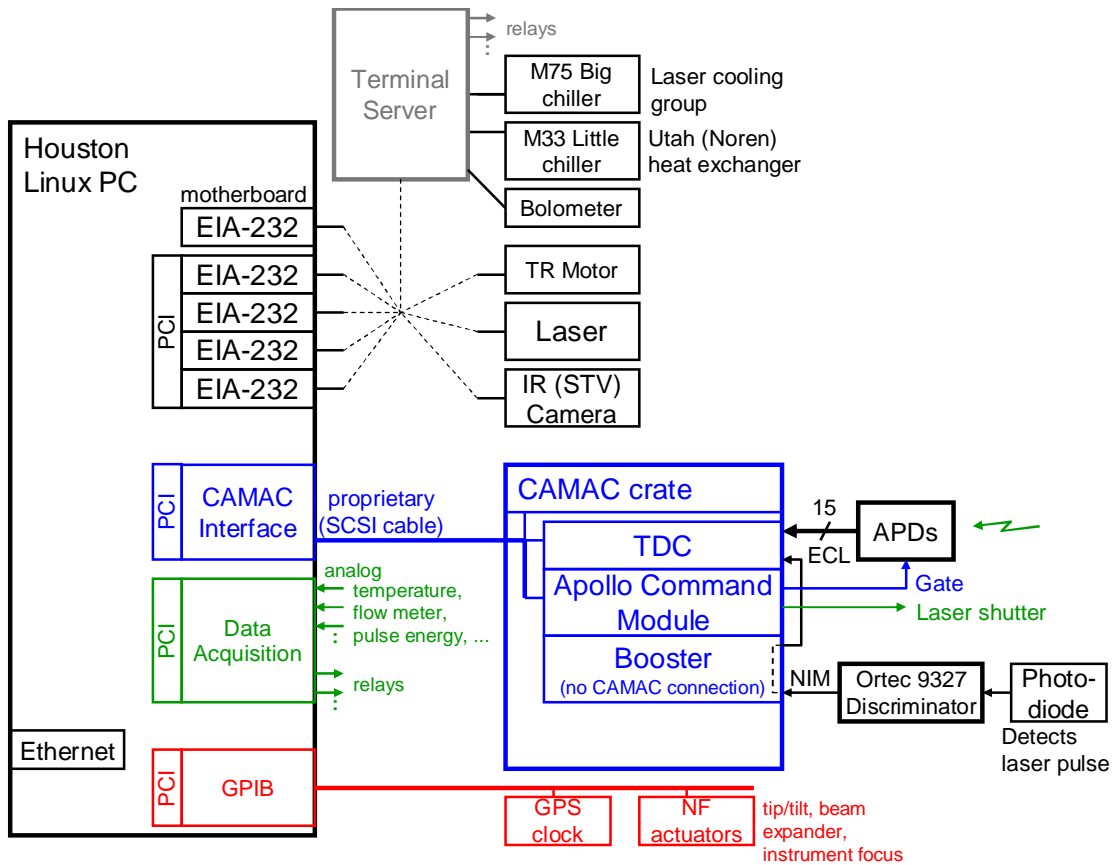 relays
Terminal
Server
M75 Big
chiller
Laser cooling
group
M33 Little
chiller
Utah (Noren)
heat exchanger
Bolometer
Houston
Linux PC
motherboard
EIA-232
PCI
EIA-232
EIA-232
EIA-232
EIA-232
TR Motor
Laser
IR (STV)
Camera
PCI
CAMAC
Interface
proprietary
(SCSI cable)
CAMAC crate
TDC
Apollo Command
Module
Booster
(no CAMAC connection)
15
ECL
APDs
Gate
Laser shutter
NIM
Ortec 9327
Discriminator
Photo-
diode
Detects
laser pulse
PCI
Data
Acquisition
analog
temperature,
flow meter,
pulse energy, ...
relays
Ethernet
PCI
GPIB
GPS
clock
NF
actuators
tip/tilt, beam
expander,
instrument focus